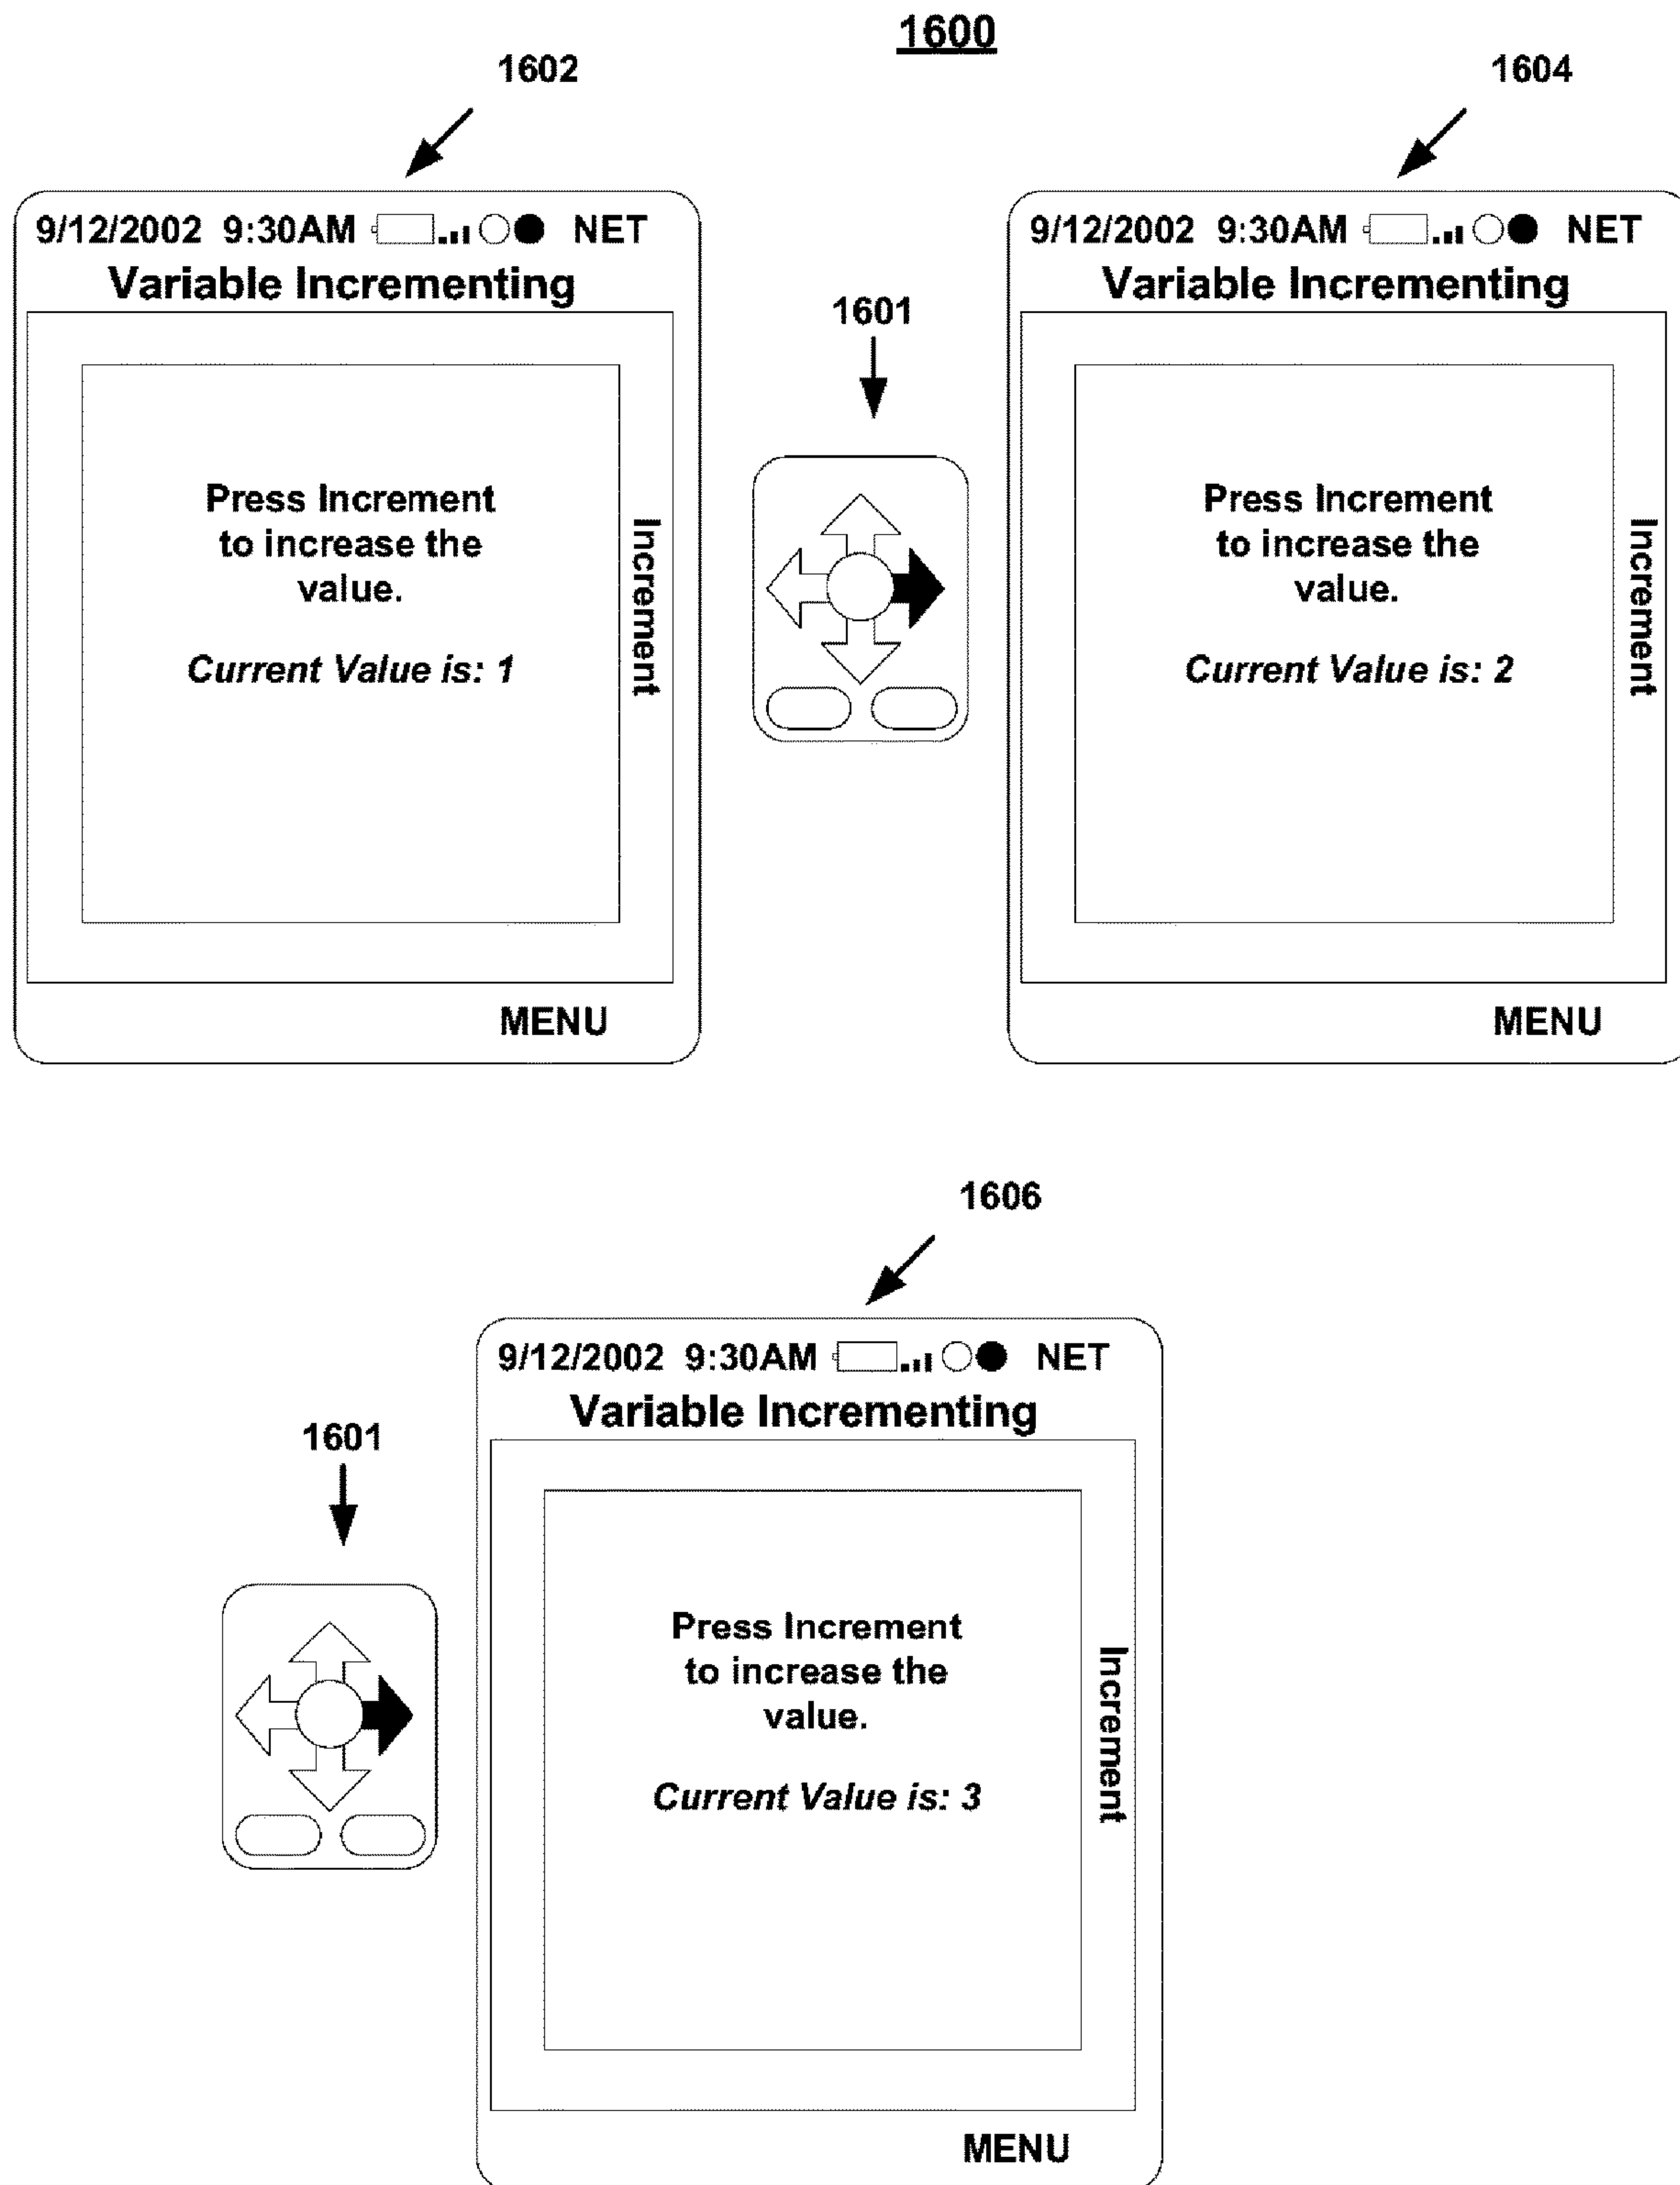 1600
1602
9/12/2002 9:30AM NET
Variable Incrementing
Press Increment
to increase the
value.
Current Value is: 1
Increment
MENU
1601
1604
9/12/2002 9:30AM NET
Variable Incrementing
Press Increment
to increase the
value.
Current Value is: 2
Increment
MENU
1601
1606
9/12/2002 9:30AM NET
Variable Incrementing
Press Increment
to increase the
value.
Current Value is: 3
Increment
MENU